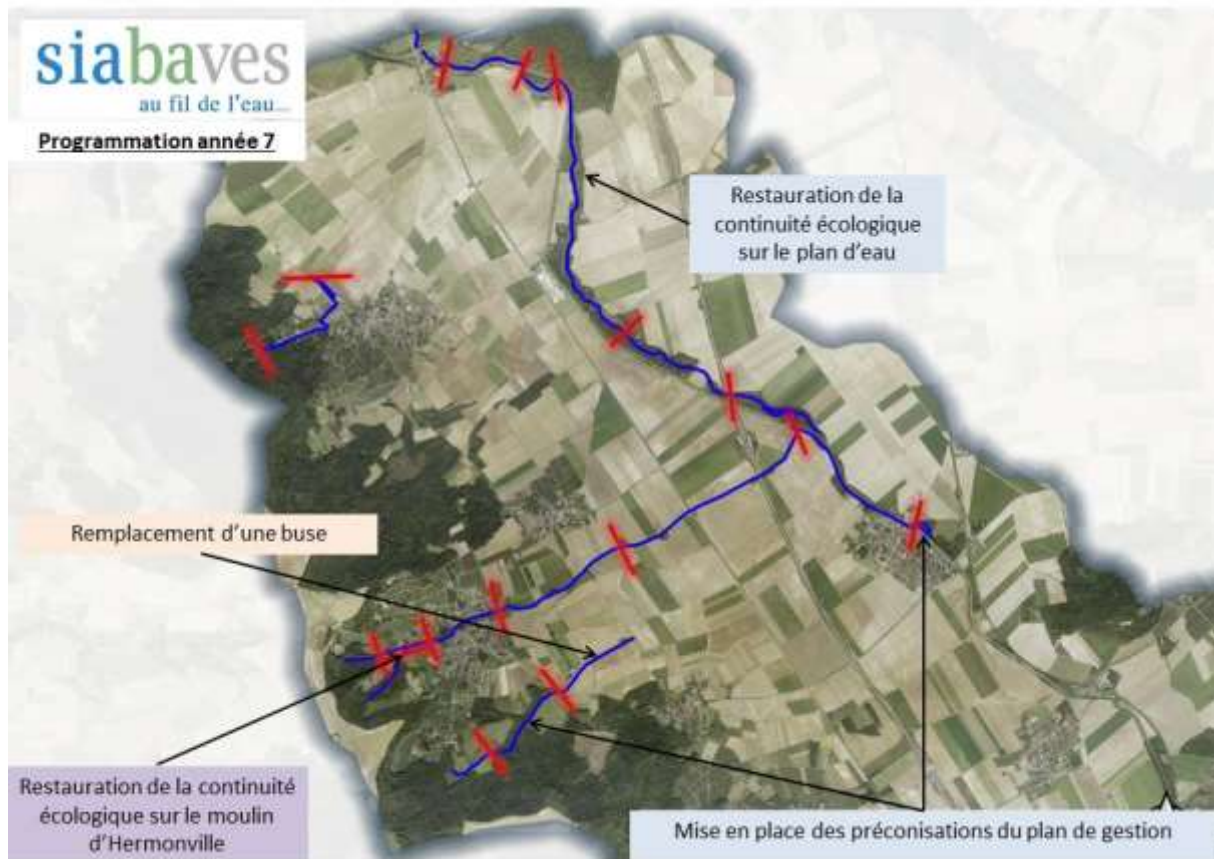 siabaves
au fil de l'eau...
Programmation année 7
Restauration de la
continuité écologique
sur le plan d'eau
Remplacement d'une buse
Restauration de la continuité
écologique sur le moulin
d'Hermonville
Mise en place des préconisations du plan de gestion